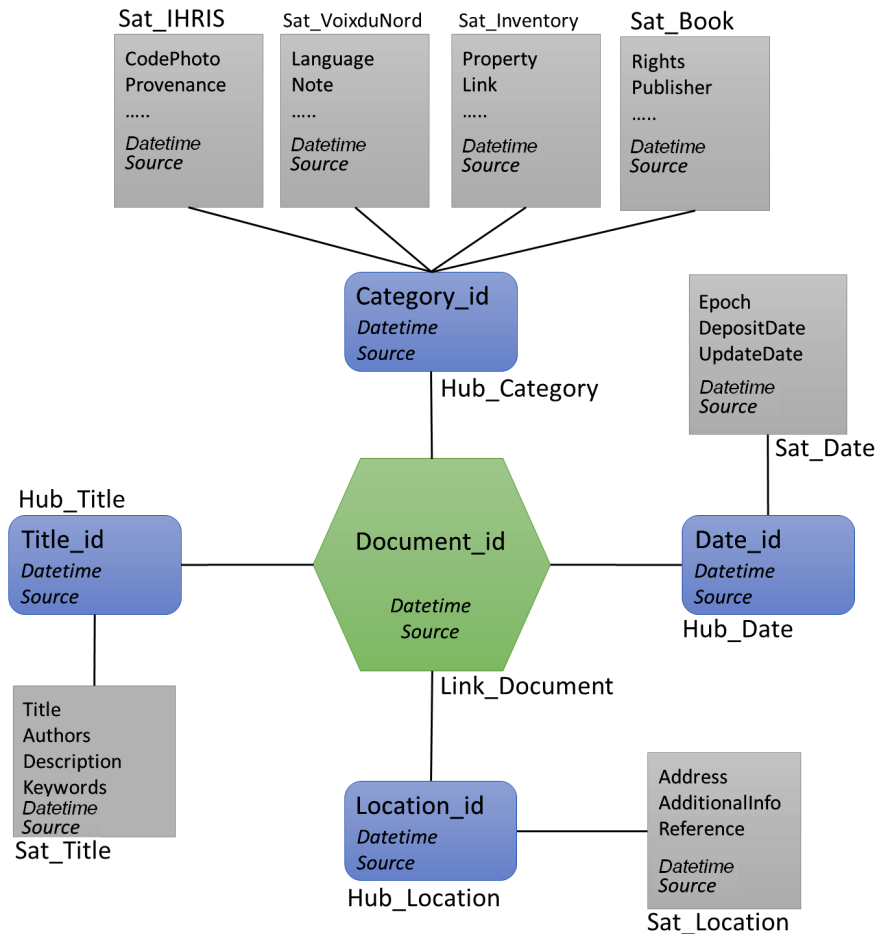 Sat_IHRIS
CodePhoto
Provenance
.....
Datetime
Source
Sat_VoixduNord
Language
Note
.....
Datetime
Source
Sat_Inventory
Property
Link
.....
Datetime
Source
Sat_Book
Rights
Publisher
.....
Datetime
Source
Category_id
Datetime
Source
Hub_Category
Epoch
DepositDate
UpdateDate
Datetime
Source
Sat_Date
Hub_Title
Title_id
Datetime
Source
Document_id
Datetime
Source
Link_Document
Date_id
Datetime
Source
Hub_Date
Title
Authors
Description
Keywords
Datetime
Source
Sat_Title
Location_id
Datetime
Source
Hub_Location
Address
AdditionalInfo
Reference
Datetime
Source
Sat_Location